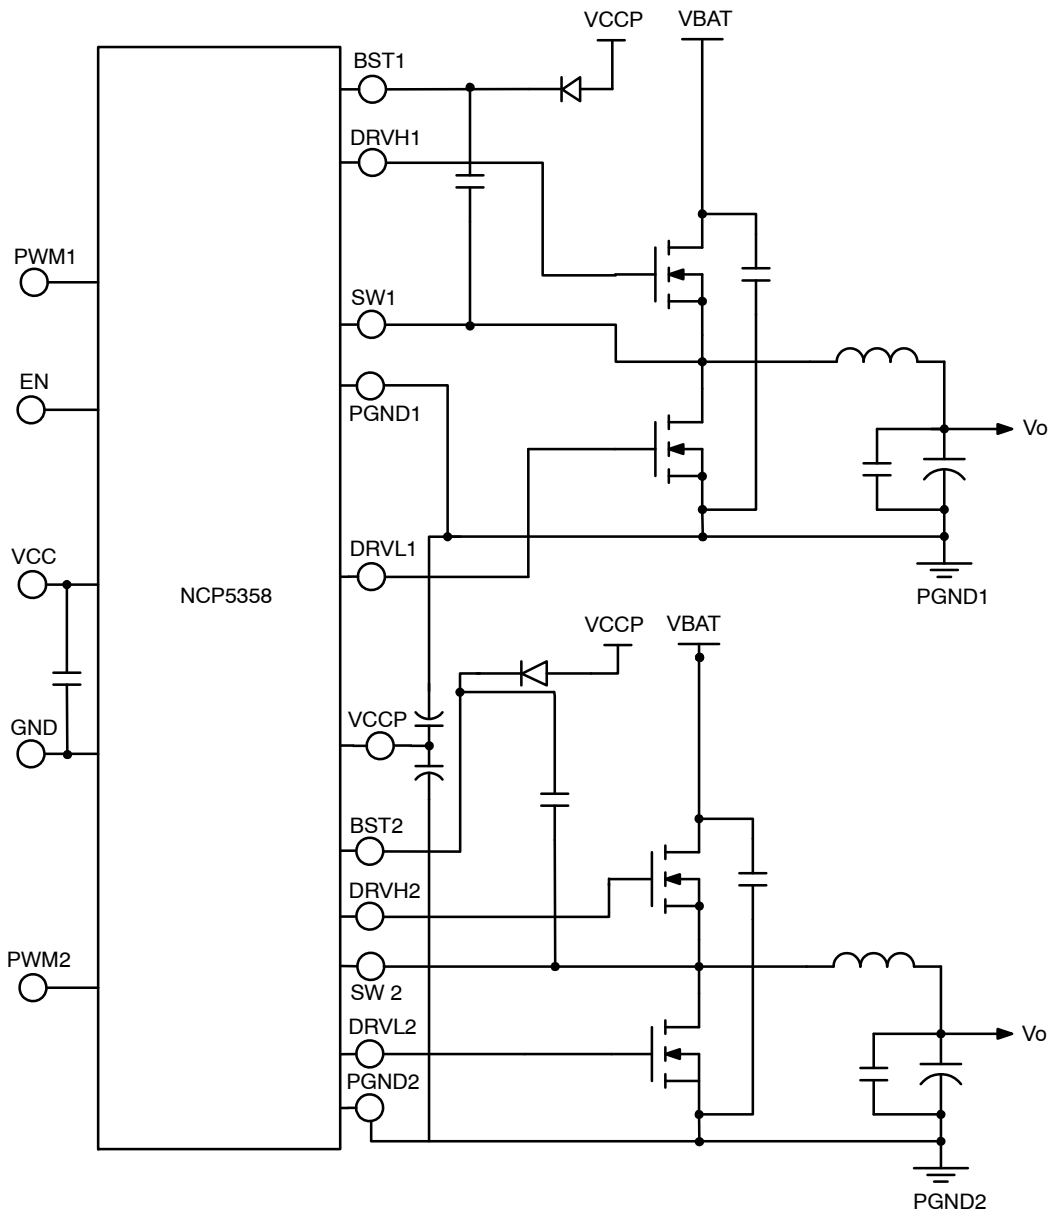 VCCP
VBAT
BST1
DRVH1
PWM1
SW1
EN
PGND1
Vo
VCC
DRVL1
NCP5358
PGND1
VCCP
VBAT
GND
VCCP
BST2
DRVH2
PWM2
SW 2
DRVL2
Vo
PGND2
PGND2